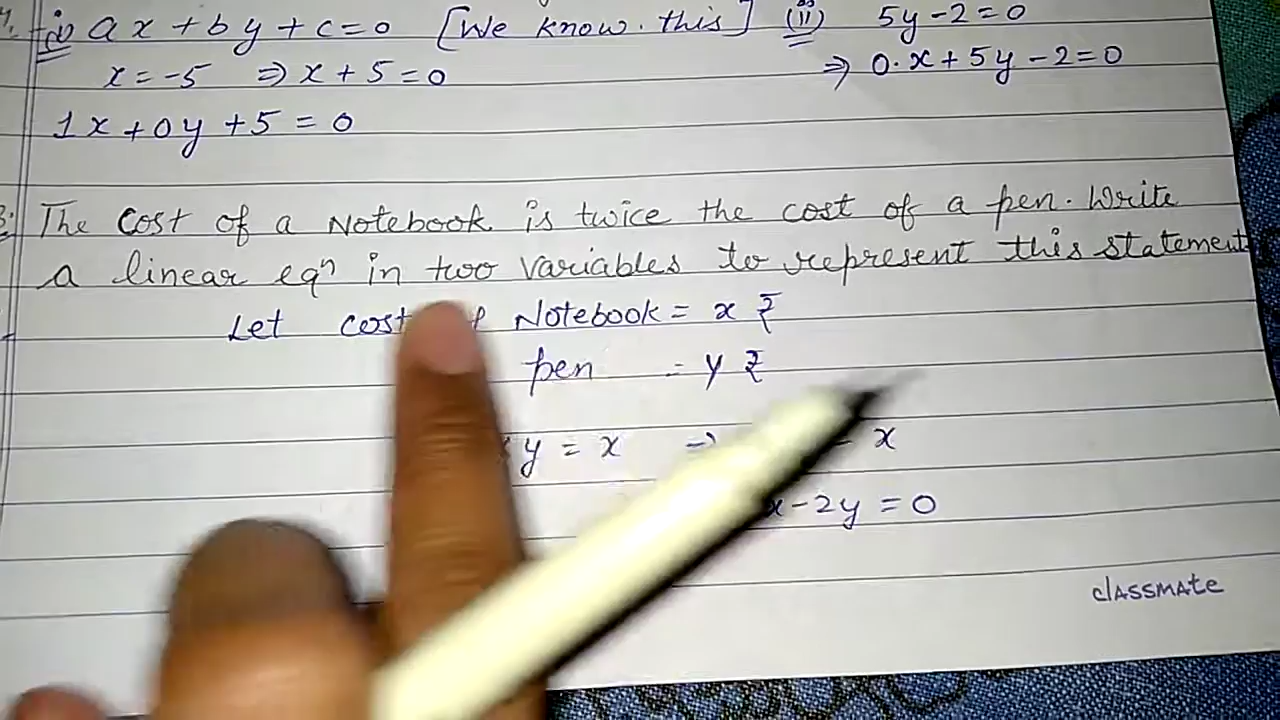 (i) ax + by + c = 0 [We know. this] (ii) 5y - 2 = 0
x = -5 ⇒ x + 5 = 0 ⇒ 0.x + 5y - 2 = 0
1x + 0y + 5 = 0
The cost of a Notebook is twice the cost of a pen. Write
a linear eqⁿ in two variables to represent this statement
Let cost Notebook = x ₹
pen = y ₹
y = x ⇒ = x
x - 2y = 0
classmate